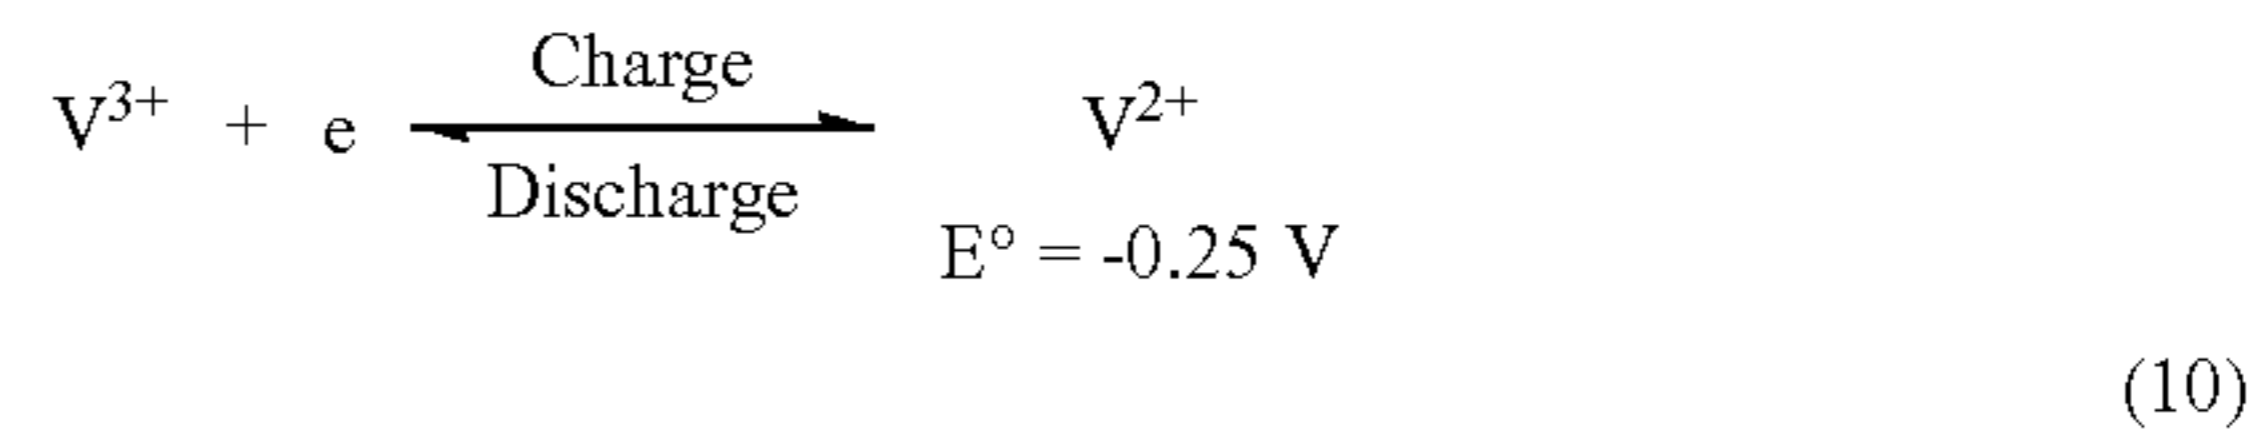 Charge
V³⁺ + e ⇌ V²⁺
Discharge
E° = -0.25 V
(10)